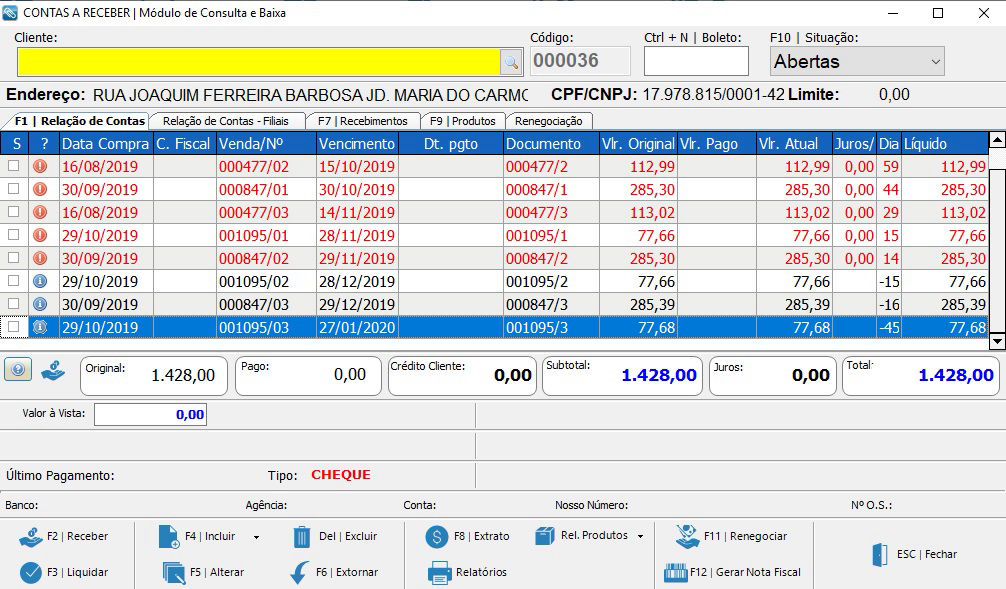 CONTAS A RECEBER | Módulo de Consulta e Baixa
Cliente: Código: Ctrl + N | Boleto: F10 | Situação:
000036 Abertas
Endereço: RUA JOAQUIM FERREIRA BARBOSA JD. MARIA DO CARMO CPF/CNPJ: 17.978.815/0001-42 Limite: 0,00
F1 | Relação de Contas Relação de Contas - Filiais F7 | Recebimentos F9 | Produtos Renegociação
S ? Data Compra C. Fiscal Venda/Nº Vencimento Dt. pgto Documento Vlr. Original Vlr. Pago Vlr. Atual Juros/ Dia Líquido
16/08/2019 000477/02 15/10/2019 000477/2 112,99 112,99 0,00 59 112,99
30/09/2019 000847/01 30/10/2019 000847/1 285,30 285,30 0,00 44 285,30
16/08/2019 000477/03 14/11/2019 000477/3 113,02 113,02 0,00 29 113,02
29/10/2019 001095/01 28/11/2019 001095/1 77,66 77,66 0,00 15 77,66
30/09/2019 000847/02 29/11/2019 000847/2 285,30 285,30 0,00 14 285,30
29/10/2019 001095/02 28/12/2019 001095/2 77,66 77,66 -15 77,66
30/09/2019 000847/03 29/12/2019 000847/3 285,39 285,39 -16 285,39
29/10/2019 001095/03 27/01/2020 001095/3 77,68 77,68 -45 77,68
Original: 1.428,00 Pago: 0,00 Crédito Cliente: 0,00 Subtotal: 1.428,00 Juros: 0,00 Total: 1.428,00
Valor à Vista: 0,00
Último Pagamento: Tipo: CHEQUE
Banco: Agência: Conta: Nosso Número: Nº O.S.:
F2 | Receber F4 | Incluir Del | Excluir F8 | Extrato Rel. Produtos F11 | Renegociar
ESC | Fechar
F3 | Liquidar F5 | Alterar F6 | Extornar Relatórios F12 | Gerar Nota Fiscal